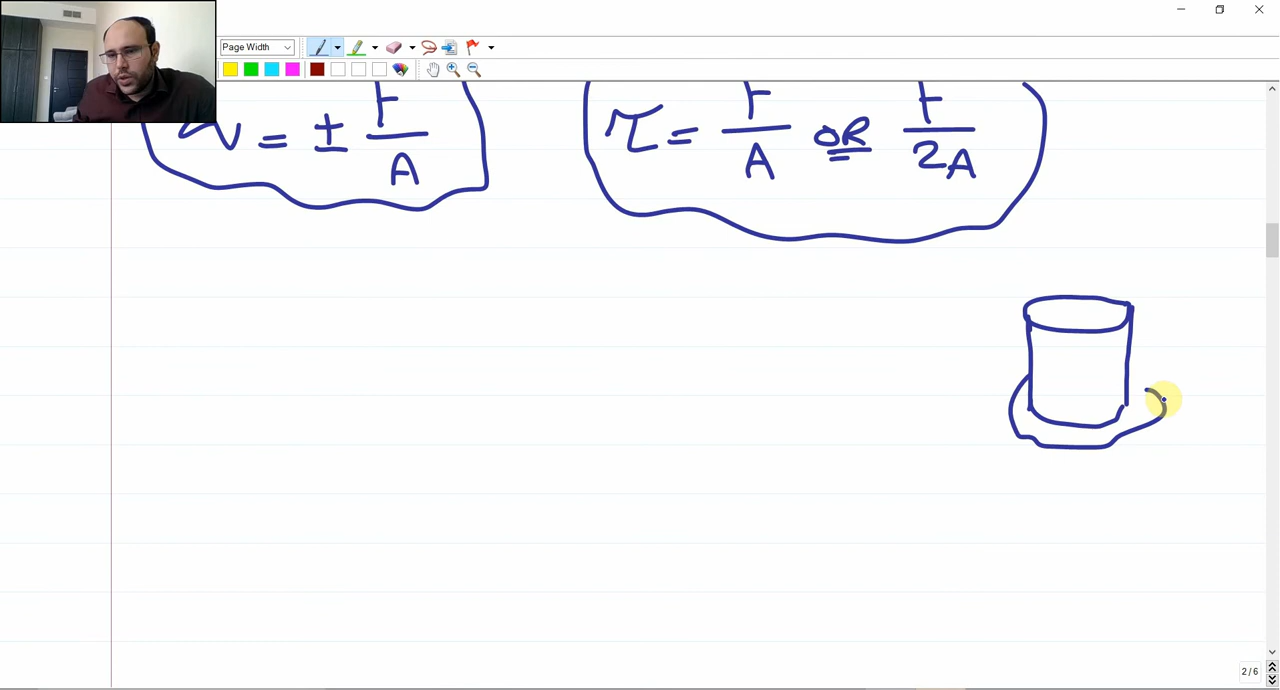 Page Width
= ± F/A
τ = F/A OR F/2A
2 / 6